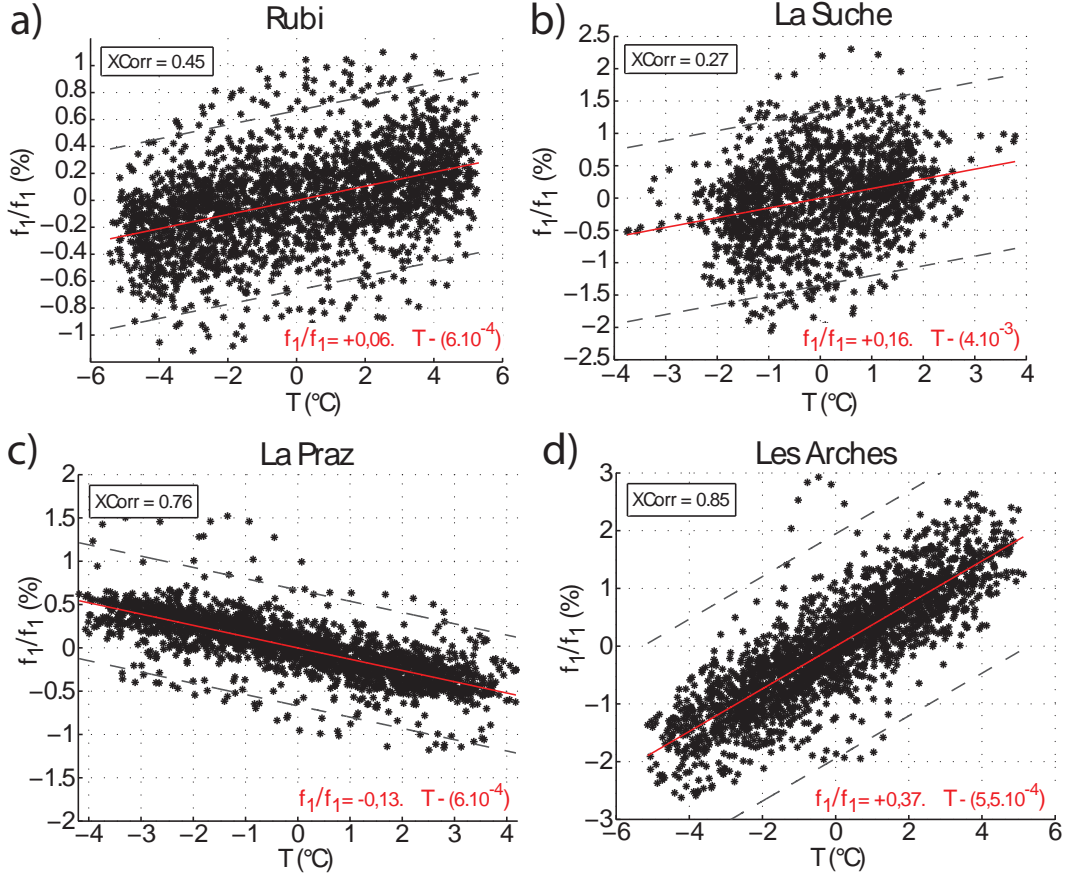 a) Rubi
XCorr = 0.45
f1/f1 (%)
1
0.8
0.6
0.4
0.2
0
−0.2
−0.4
−0.6
−0.8
−1
f1/f1= +0,06. T - (6.10-4)
−6 −4 −2 0 2 4 6
T (°C)
b) La Suche
XCorr = 0.27
f1/f1 (%)
2.5
2
1.5
1
0.5
0
−0.5
−1
−1.5
−2
−2.5
f1/f1= +0,16. T - (4.10-3)
−4 −3 −2 −1 0 1 2 3 4
T (°C)
c) La Praz
XCorr = 0.76
f1/f1 (%)
2
1.5
1
0.5
0
−0.5
−1
−1.5
−2
f1/f1= -0,13. T - (6.10-4)
−4 −3 −2 −1 0 1 2 3 4
T (°C)
d) Les Arches
XCorr = 0.85
f1/f1 (%)
3
2
1
0
−1
−2
−3
f1/f1= +0,37. T - (5,5.10-4)
−6 −4 −2 0 2 4 6
T (°C)